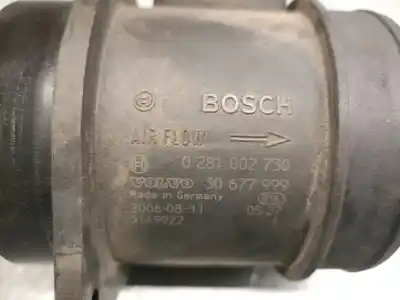 BOSCH
AIR FLOW
0 281 002 730
VOLVO 30 677 999
Made in Germany
2006-08-11